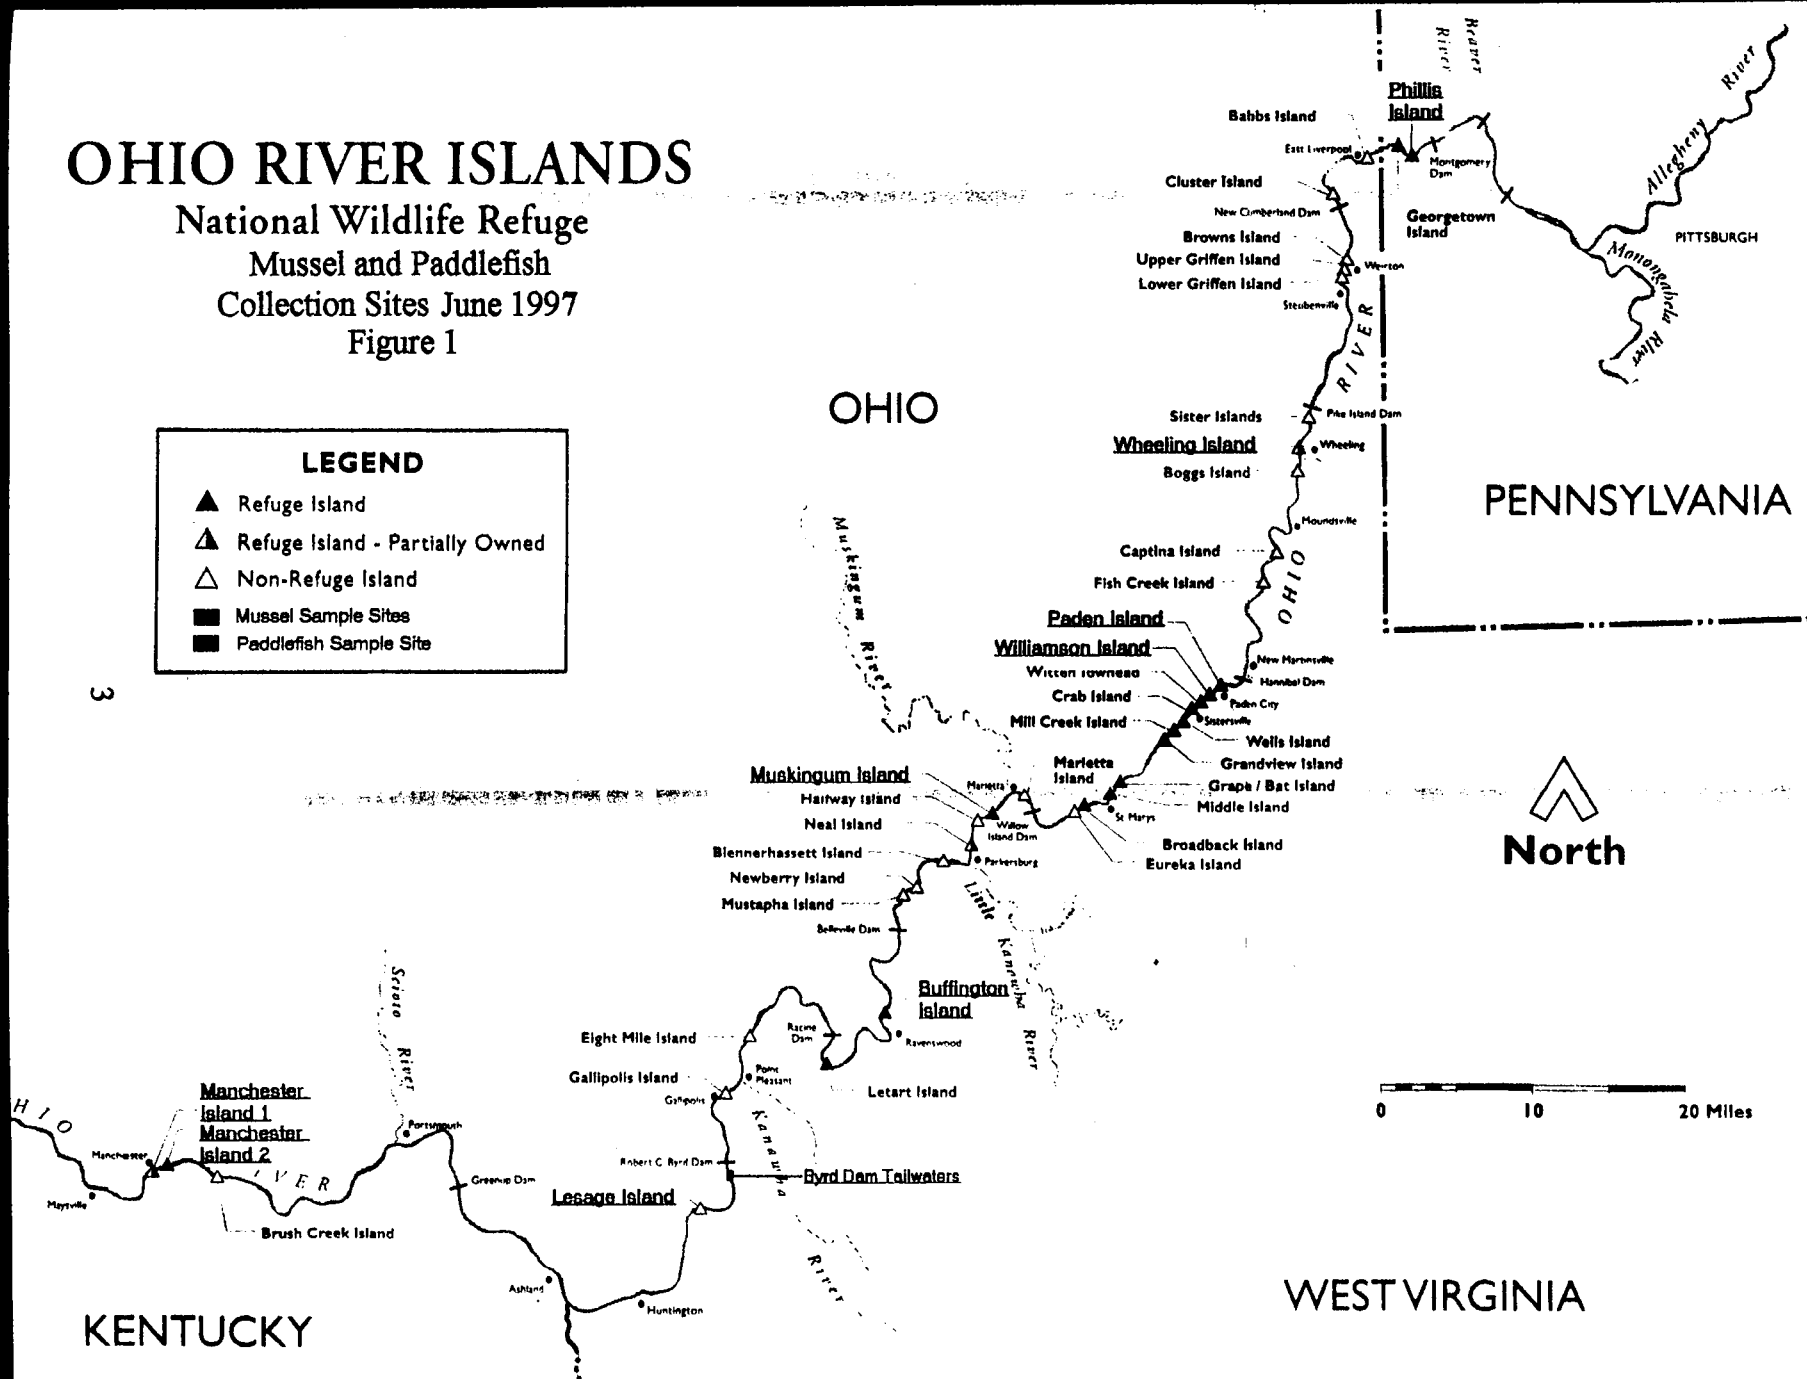 OHIO RIVER ISLANDS
National Wildlife Refuge
Mussel and Paddlefish
Collection Sites June 1997
Figure 1
LEGEND
Refuge Island
Refuge Island - Partially Owned
Non-Refuge Island
Mussel Sample Sites
Paddlefish Sample Site
3
OHIO
PENNSYLVANIA
WEST VIRGINIA
KENTUCKY
North
0 10 20 Miles
Beaver
River
Allegheny River
PITTSBURGH
Monongahela River
Phillis
Island
Babbs Island
East Liverpool
Montgomery
Dam
Cluster Island
New Cumberland Dam
Georgetown
Island
Browns Island
Upper Griffen Island
Weirton
Lower Griffen Island
Steubenville
OHIO RIVER
Sister Islands
Pike Island Dam
Wheeling Island
Wheeling
Boggs Island
Moundsville
Captina Island
Fish Creek Island
Paden Island
Williamson Island
New Martinsville
Witten Towhead
Hannibal Dam
Crab Island
Paden City
Mill Creek Island
Sistersville
Wells Island
Grandview Island
Marietta
Island
Grape / Bat Island
Middle Island
St Marys
Broadback Island
Eureka Island
Muskingum River
Muskingum Island
Marietta
Halfway Island
Willow
Island Dam
Neal Island
Blennerhassett Island
Parkersburg
Newberry Island
Mustapha Island
Little Kanawha River
Belleville Dam
Buffington
Island
Ravenswood
Racine
Dam
Eight Mile Island
Letart Island
Point
Pleasant
Gallipolis Island
Gallipolis
Kanawha River
Robert C. Byrd Dam
Byrd Dam Tailwaters
Lesage Island
Huntington
Ashland
Greenup Dam
Portsmouth
Scioto River
Manchester
Island 1
Manchester
Island 2
Manchester
Maysville
Brush Creek Island
HIO
IVER